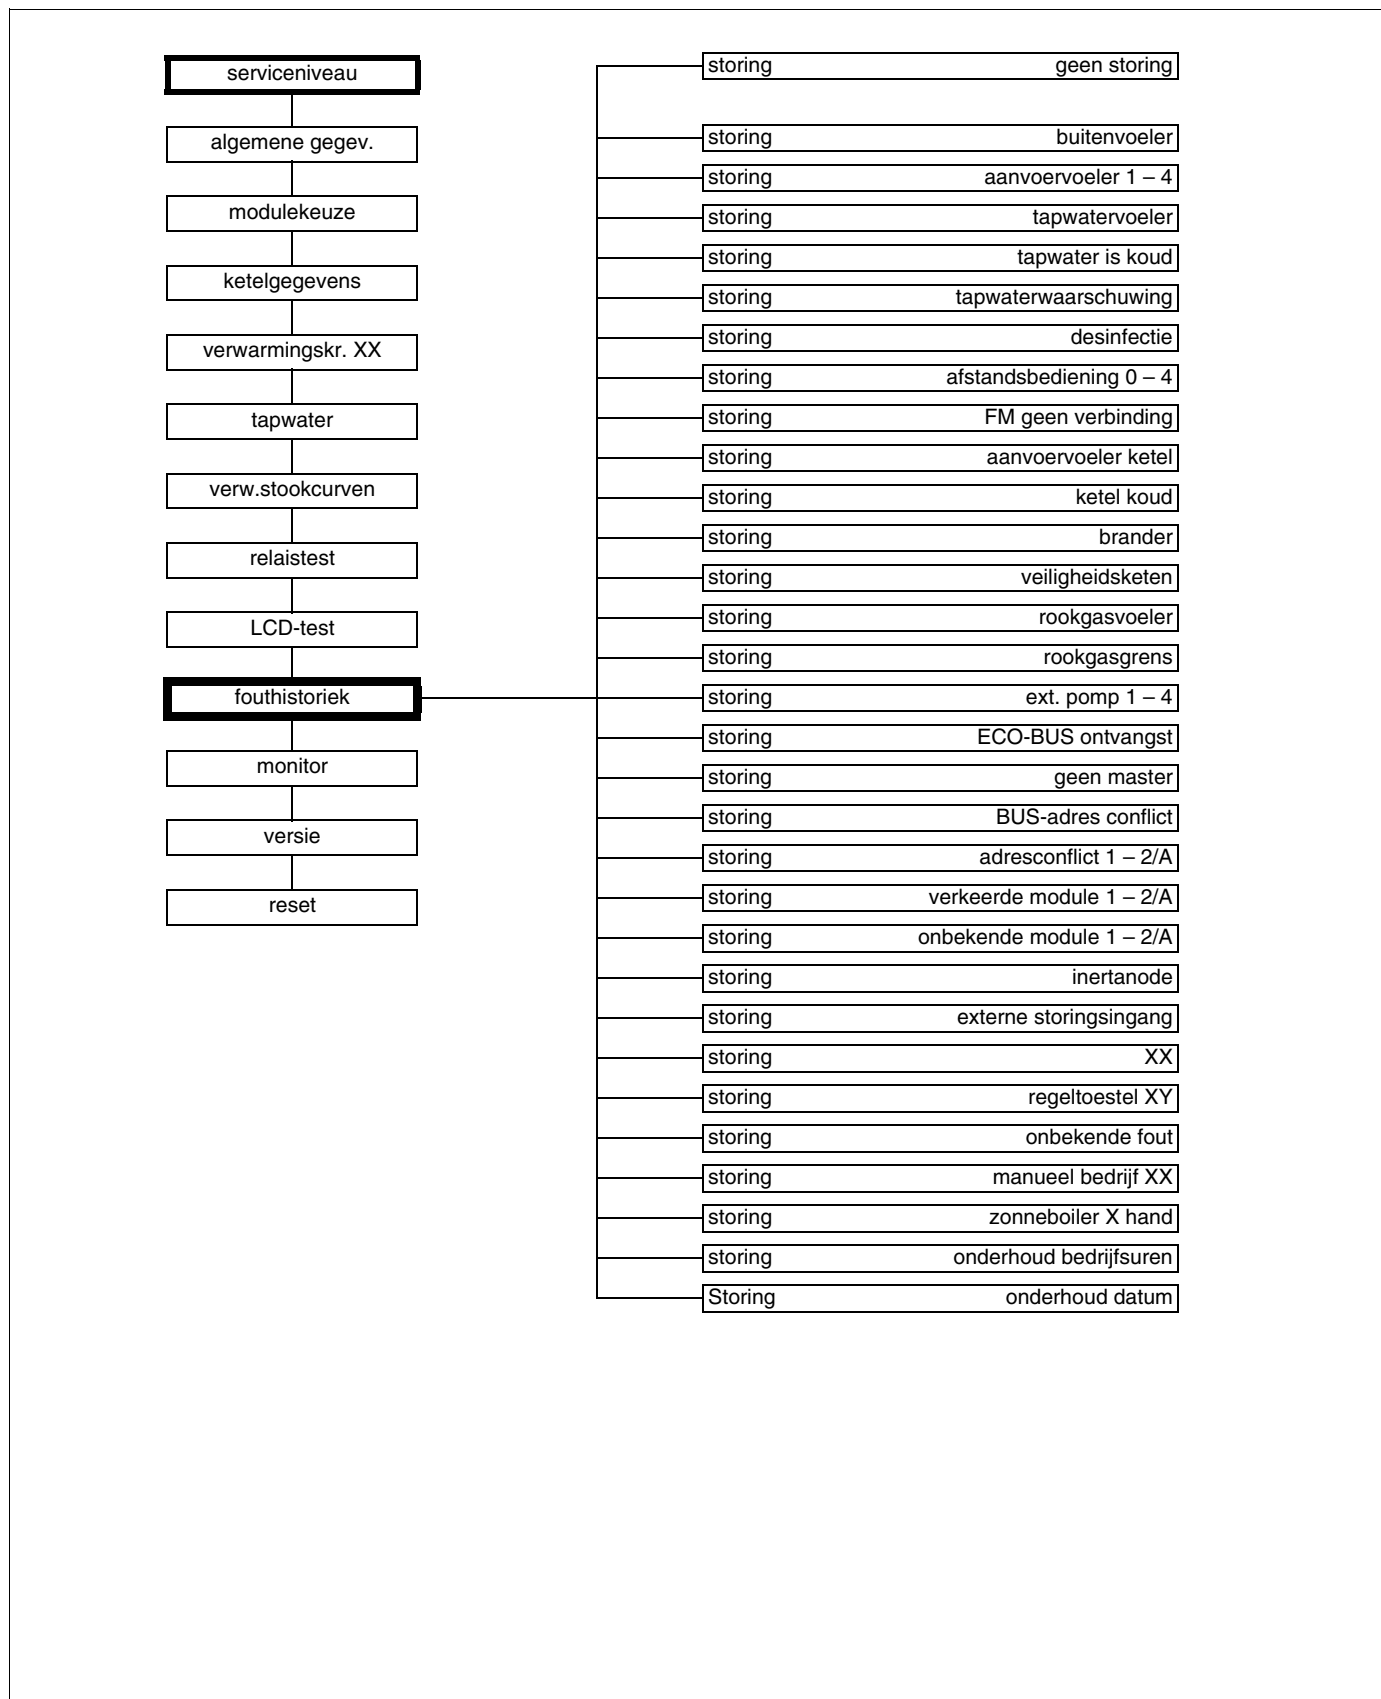 serviceniveau
algemene gegev.
modulekeuze
ketelgegevens
verwarmingskr. XX
tapwater
verw.stookcurven
relaistest
LCD-test
fouthistoriek
monitor
versie
reset
storing geen storing
storing buitenvoeler
storing aanvoervoeler 1 – 4
storing tapwatervoeler
storing tapwater is koud
storing tapwaterwaarschuwing
storing desinfectie
storing afstandsbediening 0 – 4
storing FM geen verbinding
storing aanvoervoeler ketel
storing ketel koud
storing brander
storing veiligheidsketen
storing rookgasvoeler
storing rookgasgrens
storing ext. pomp 1 – 4
storing ECO-BUS ontvangst
storing geen master
storing BUS-adres conflict
storing adresconflict 1 – 2/A
storing verkeerde module 1 – 2/A
storing onbekende module 1 – 2/A
storing inertanode
storing externe storingsingang
storing XX
storing regeltoestel XY
storing onbekende fout
storing manueel bedrijf XX
storing zonneboiler X hand
storing onderhoud bedrijfsuren
Storing onderhoud datum